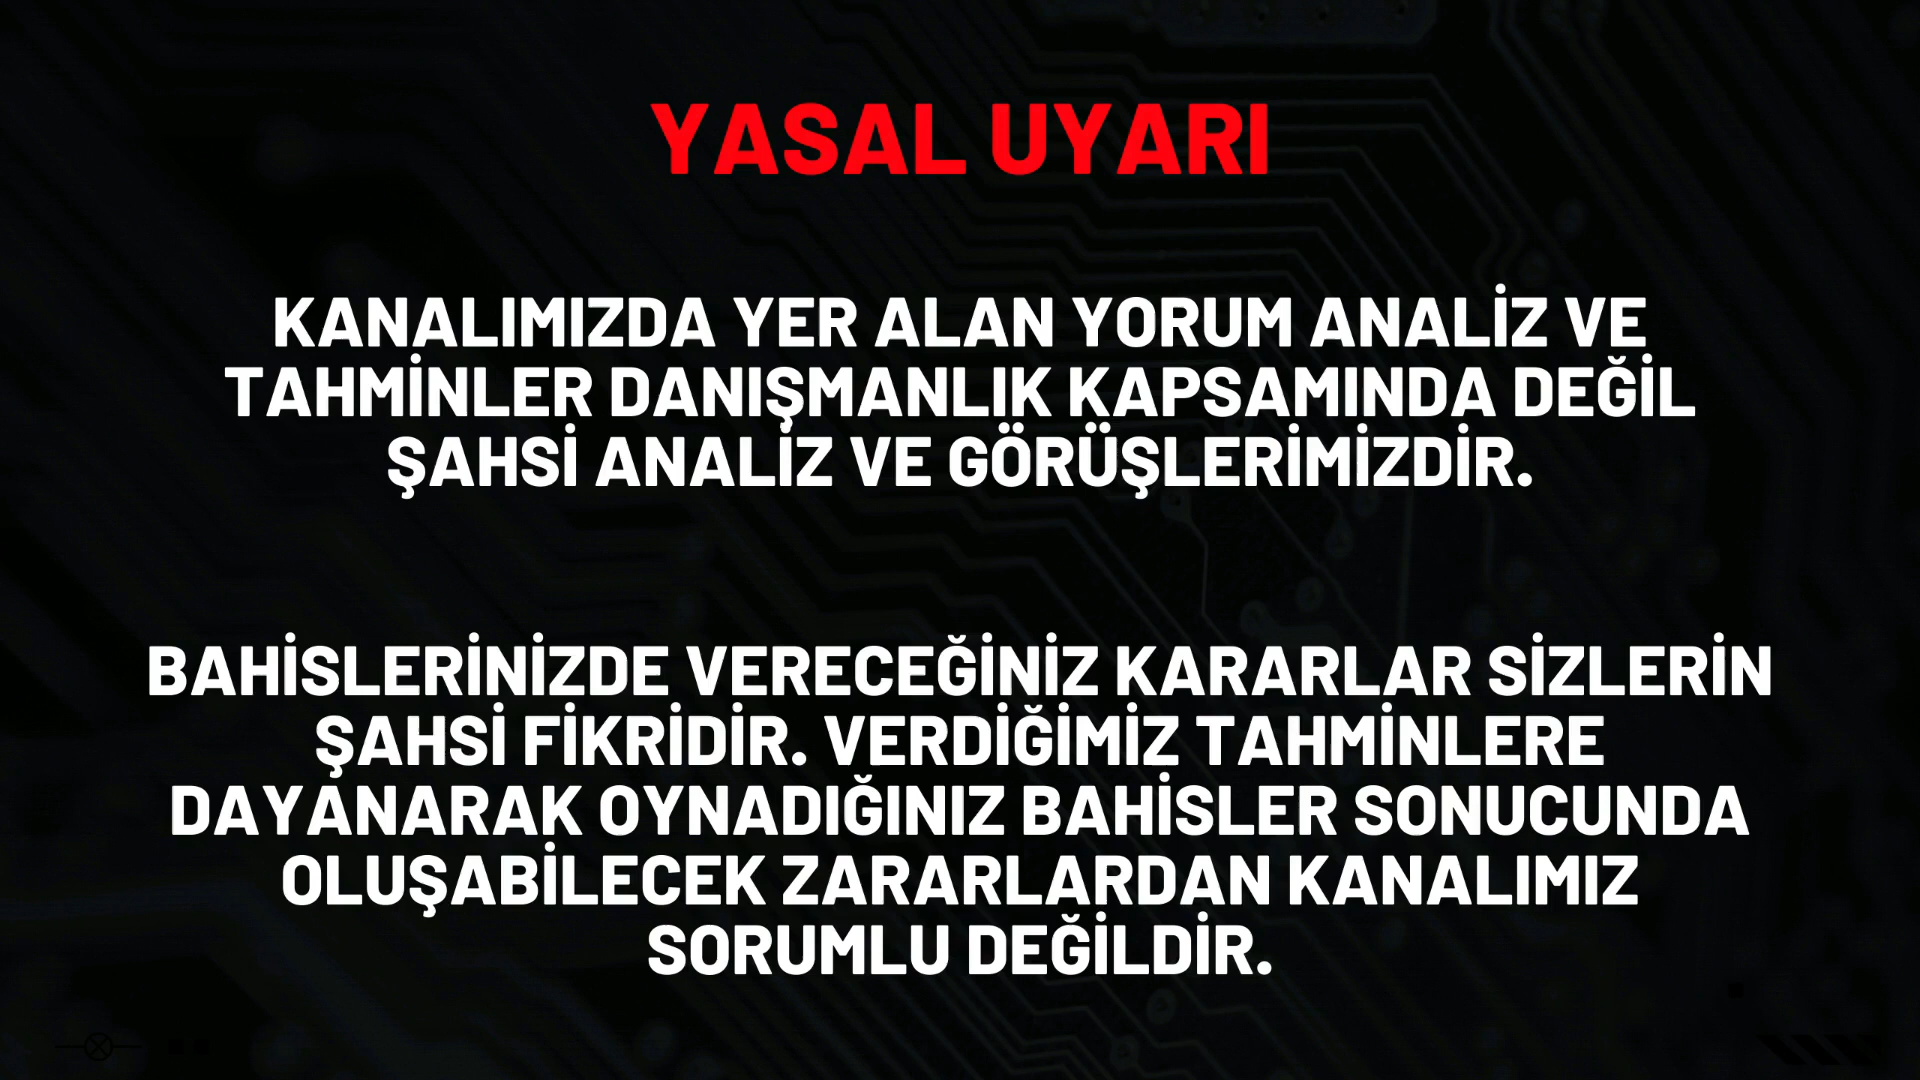 YASAL UYARI
KANALIMIZDA YER ALAN YORUM ANALİZ VE
TAHMİNLER DANIŞMANLIK KAPSAMINDA DEĞİL
ŞAHSİ ANALİZ VE GÖRÜŞLERİMİZDİR.
BAHİSLERİNİZDE VERECEĞİNİZ KARARLAR SİZLERİN
ŞAHSİ FİKRİDİR. VERDİĞİMİZ TAHMİNLERE
DAYANARAK OYNADIĞINIZ BAHİSLER SONUCUNDA
OLUŞABİLECEK ZARARLARDAN KANALIMIZ
SORUMLU DEĞİLDİR.